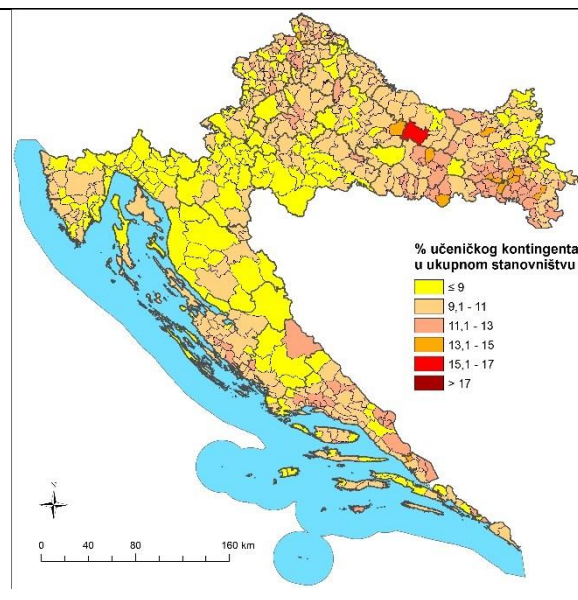 % učeničkog kontingenta
u ukupnom stanovništvu
≤ 9
9,1 - 11
11,1 - 13
13,1 - 15
15,1 - 17
> 17
N
0 40 80 160 km